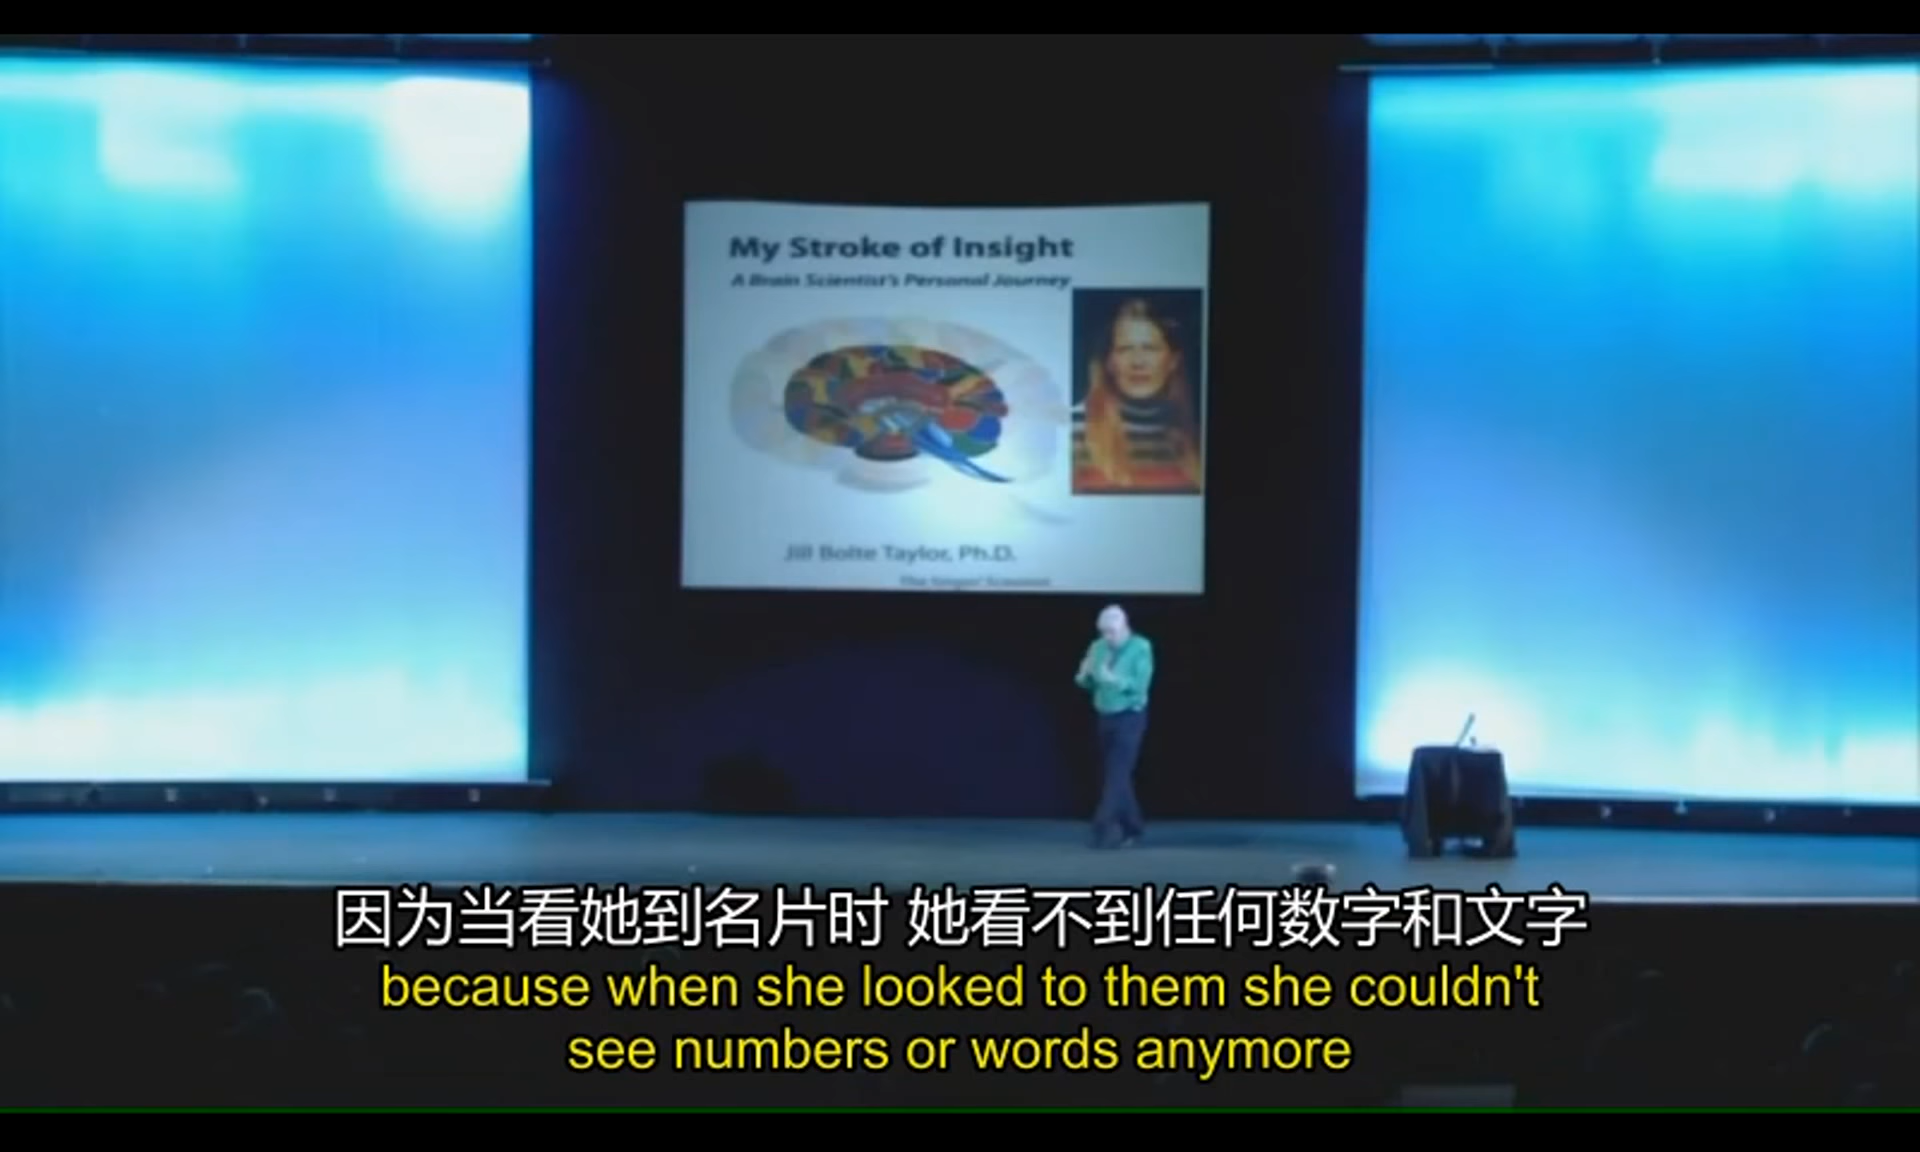 My Stroke of Insight
A Brain Scientist's Personal Journey
Jill Bolte Taylor, Ph.D.
因为当看她到名片时 她看不到任何数字和文字
because when she looked to them she couldn't
see numbers or words anymore